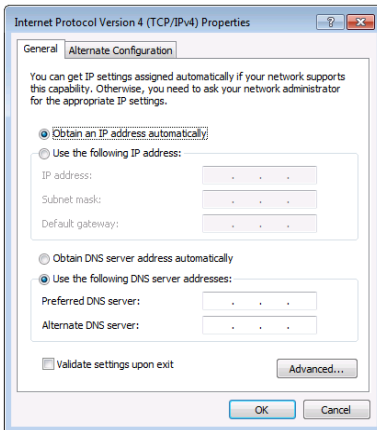 Internet Protocol Version 4 (TCP/IPv4) Properties
General
Alternate Configuration
You can get IP settings assigned automatically if your network supports
this capability. Otherwise, you need to ask your network administrator
for the appropriate IP settings.
Obtain an IP address automatically
Use the following IP address:
IP address:
Subnet mask:
Default gateway:
Obtain DNS server address automatically
Use the following DNS server addresses:
Preferred DNS server:
Alternate DNS server:
Validate settings upon exit
Advanced...
OK
Cancel